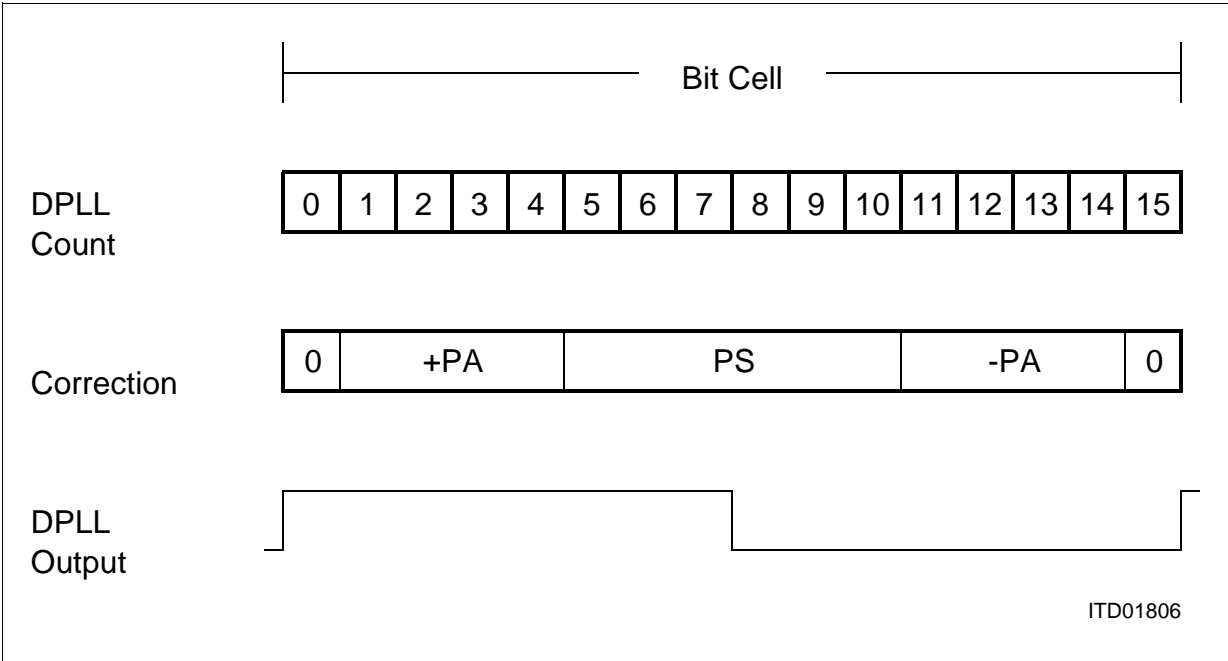 Bit Cell
DPLL
Count
0 1 2 3 4 5 6 7 8 9 10 11 12 13 14 15
Correction
0 +PA PS -PA 0
DPLL
Output
ITD01806